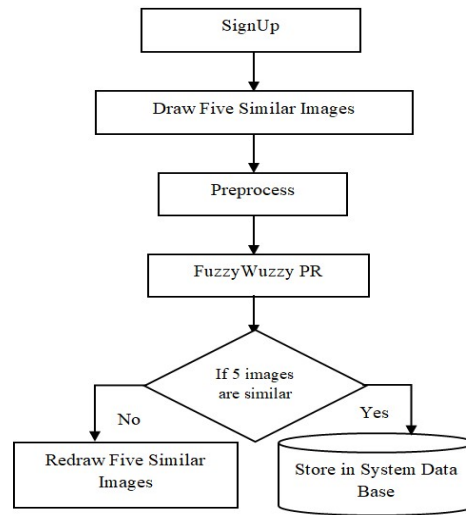 SignUp
Draw Five Similar Images
Preprocess
FuzzyWuzzy PR
If 5 images
are similar
No
Yes
Redraw Five Similar
Images
Store in System Data
Base